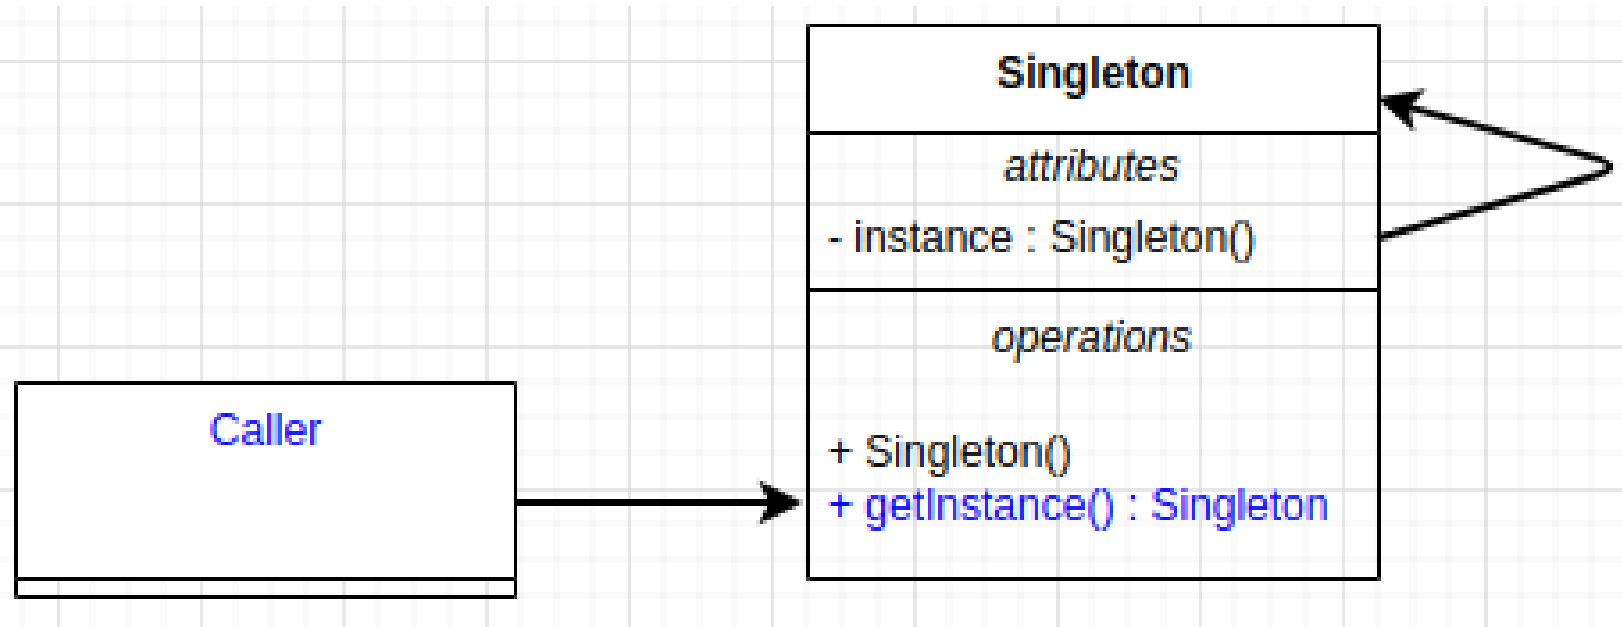 Singleton
attributes
- instance : Singleton()
operations
+ Singleton()
+ getInstance() : Singleton
Caller